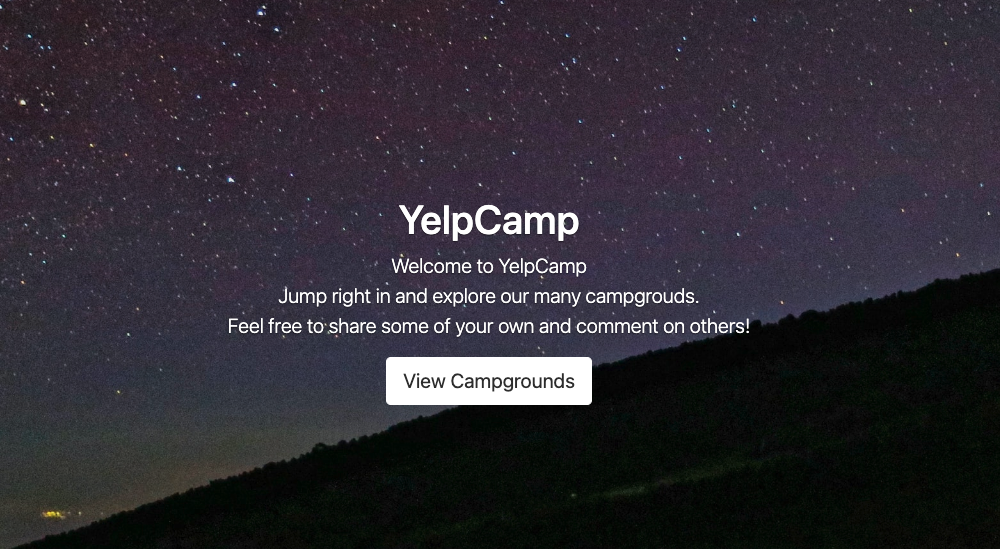 YelpCamp
Welcome to YelpCamp
Jump right in and explore our many campgrouds.
Feel free to share some of your own and comment on others!
View Campgrounds